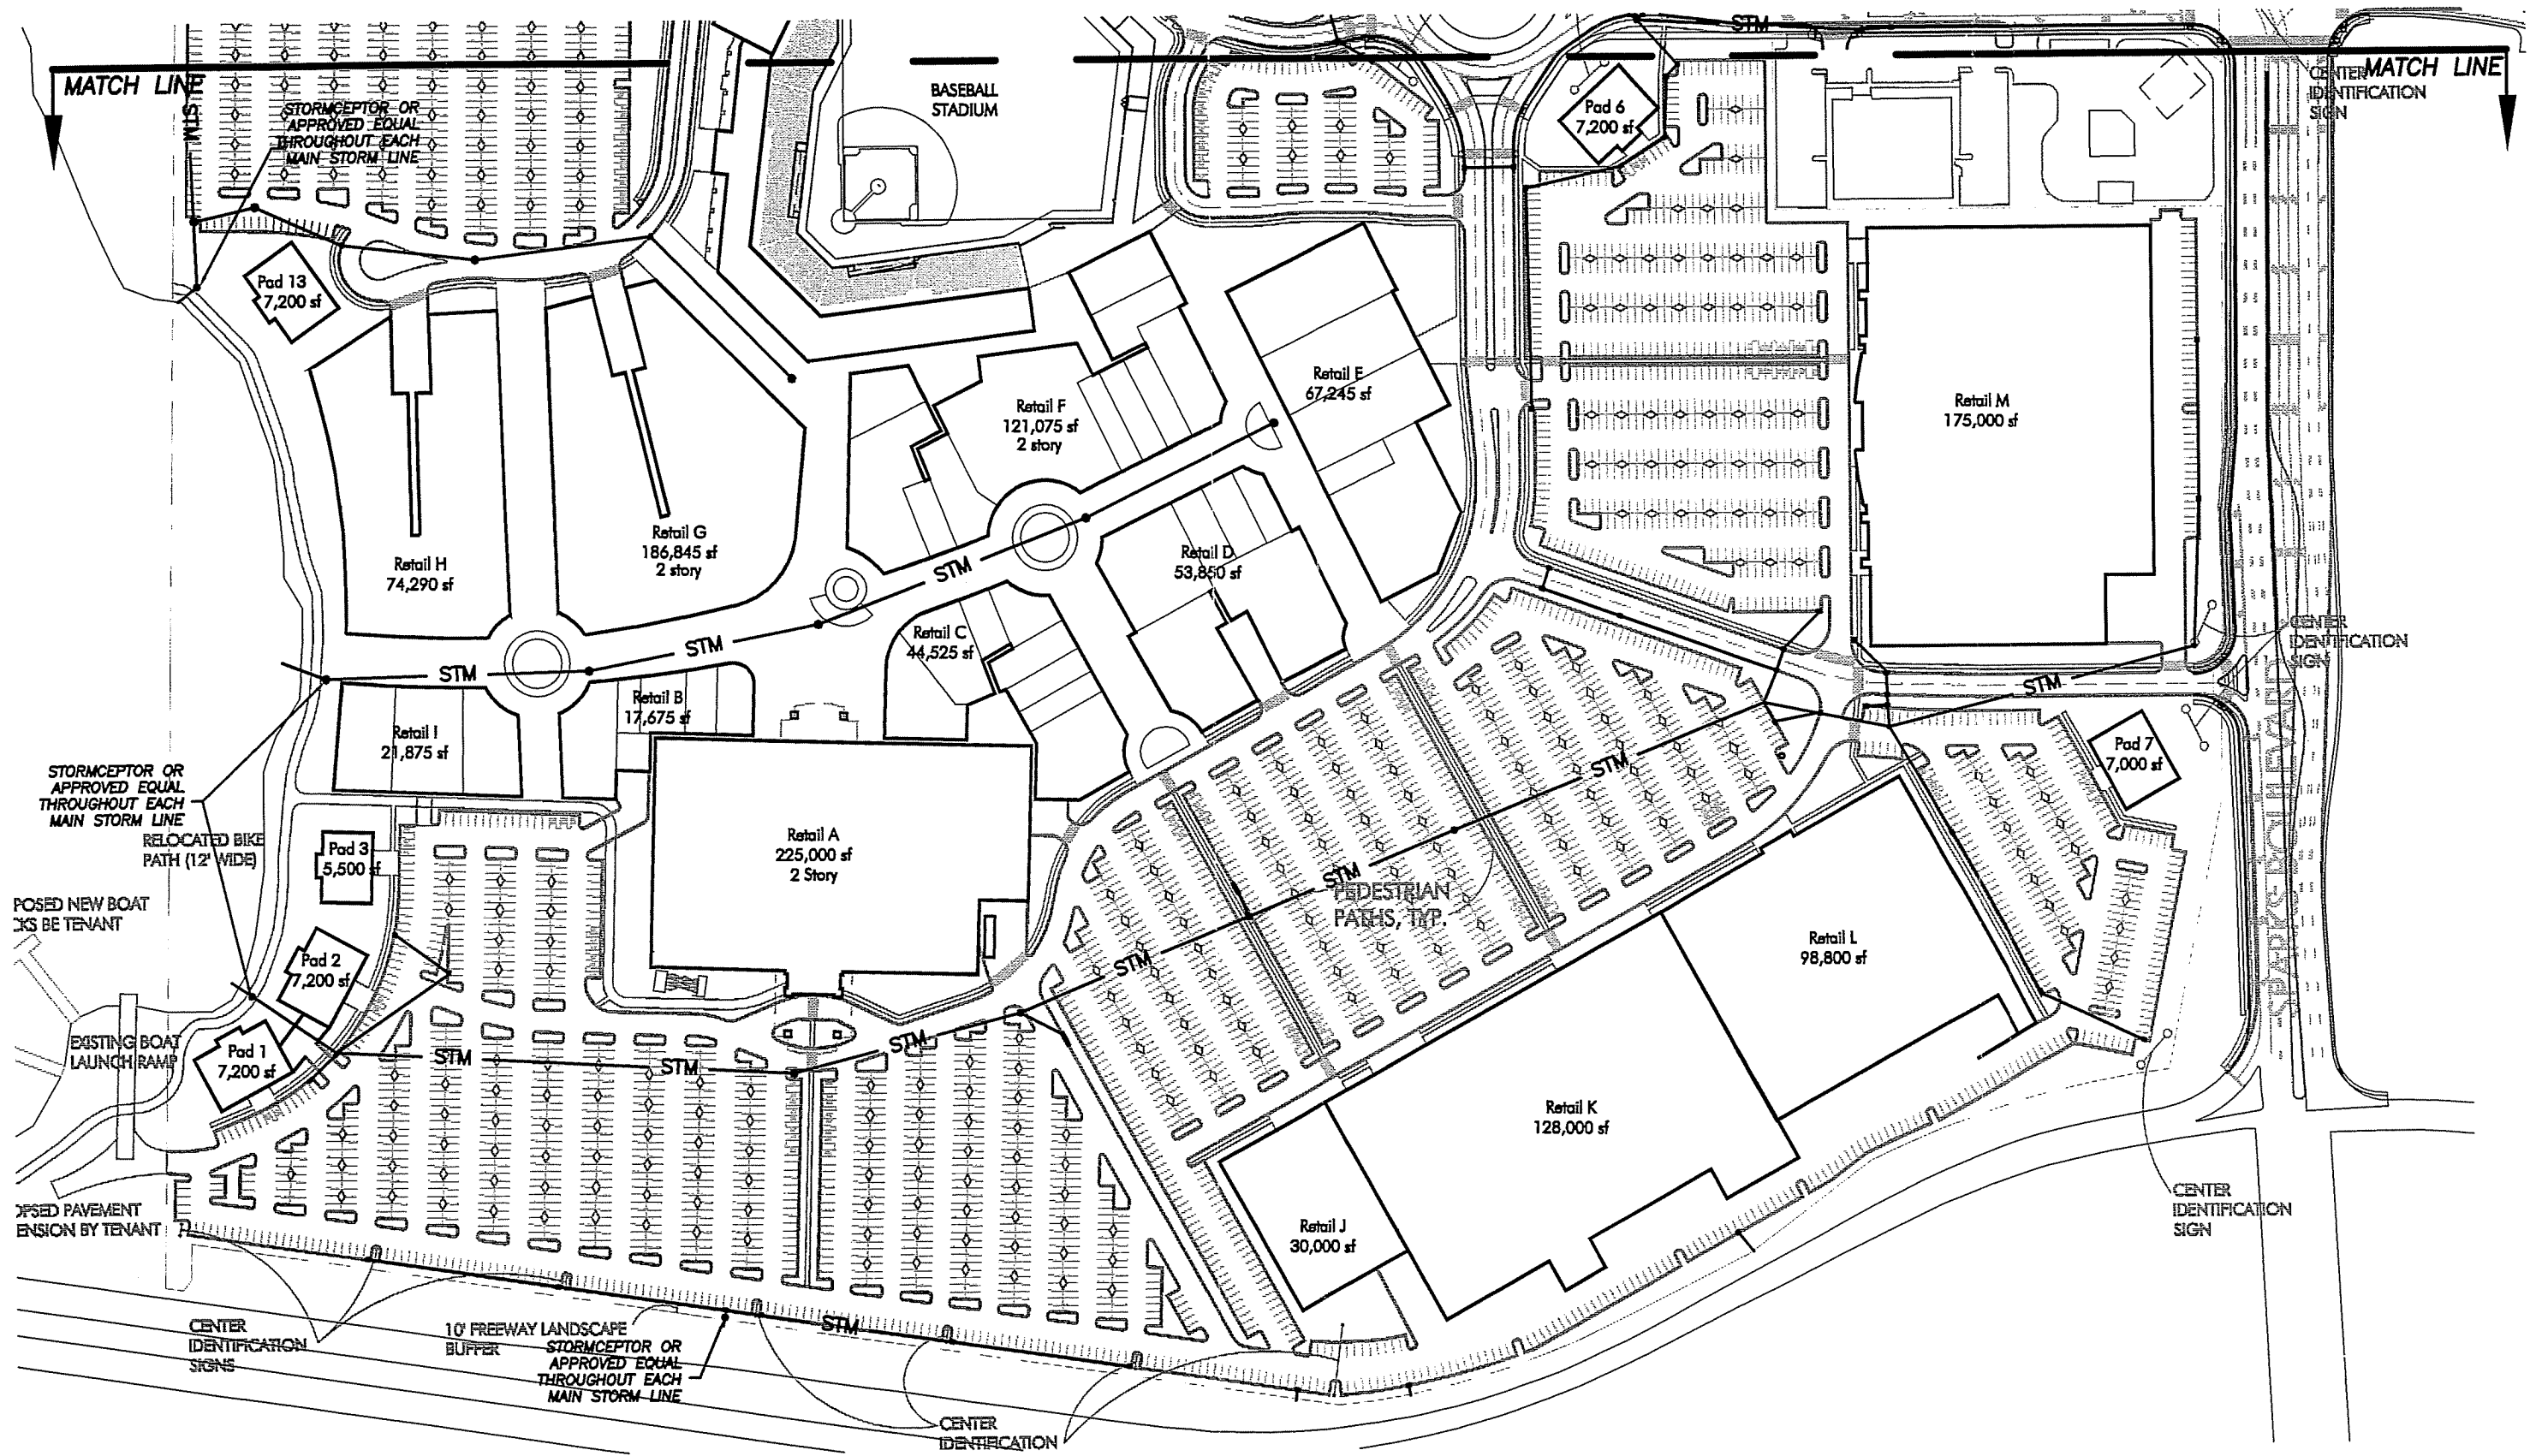 STM
MATCH LINE
MATCH LINE
CENTER
IDENTIFICATION
SIGN
STM
STORMCEPTOR OR
APPROVED EQUAL
THROUGHOUT EACH
MAIN STORM LINE
BASEBALL
STADIUM
Pad 6
7,200 sf
Pad 13
7,200 sf
Retail E
67,245 sf
Retail F
121,075 sf
2 story
Retail M
175,000 sf
Retail G
186,845 sf
2 story
Retail H
74,290 sf
Retail D
53,850 sf
STM
Retail C
44,525 sf
STM
STM
CENTER
IDENTIFICATION
SIGN
STM
Retail B
17,675 sf
Retail I
21,875 sf
Pad 7
7,000 sf
STM
STORMCEPTOR OR
APPROVED EQUAL
THROUGHOUT EACH
MAIN STORM LINE
RELOCATED BIKE
PATH (12' WIDE)
Pad 3
5,500 sf
Retail A
225,000 sf
2 Story
STM
PEDESTRIAN
PATHS, TYP.
POSED NEW BOAT
CKS BE TENANT
Retail L
98,800 sf
STM
Pad 2
7,200 sf
SPARKS BOULEVARD
EXISTING BOAT
LAUNCH RAMP
Pad 1
7,200 sf
STM
STM
STM
Retail K
128,000 sf
Retail J
30,000 sf
CENTER
IDENTIFICATION
SIGN
OPSED PAVEMENT
ENSION BY TENANT
CENTER
IDENTIFICATION
SIGNS
10' FREEWAY LANDSCAPE
BUFFER
STM
STORMCEPTOR OR
APPROVED EQUAL
THROUGHOUT EACH
MAIN STORM LINE
CENTER
IDENTIFICATION